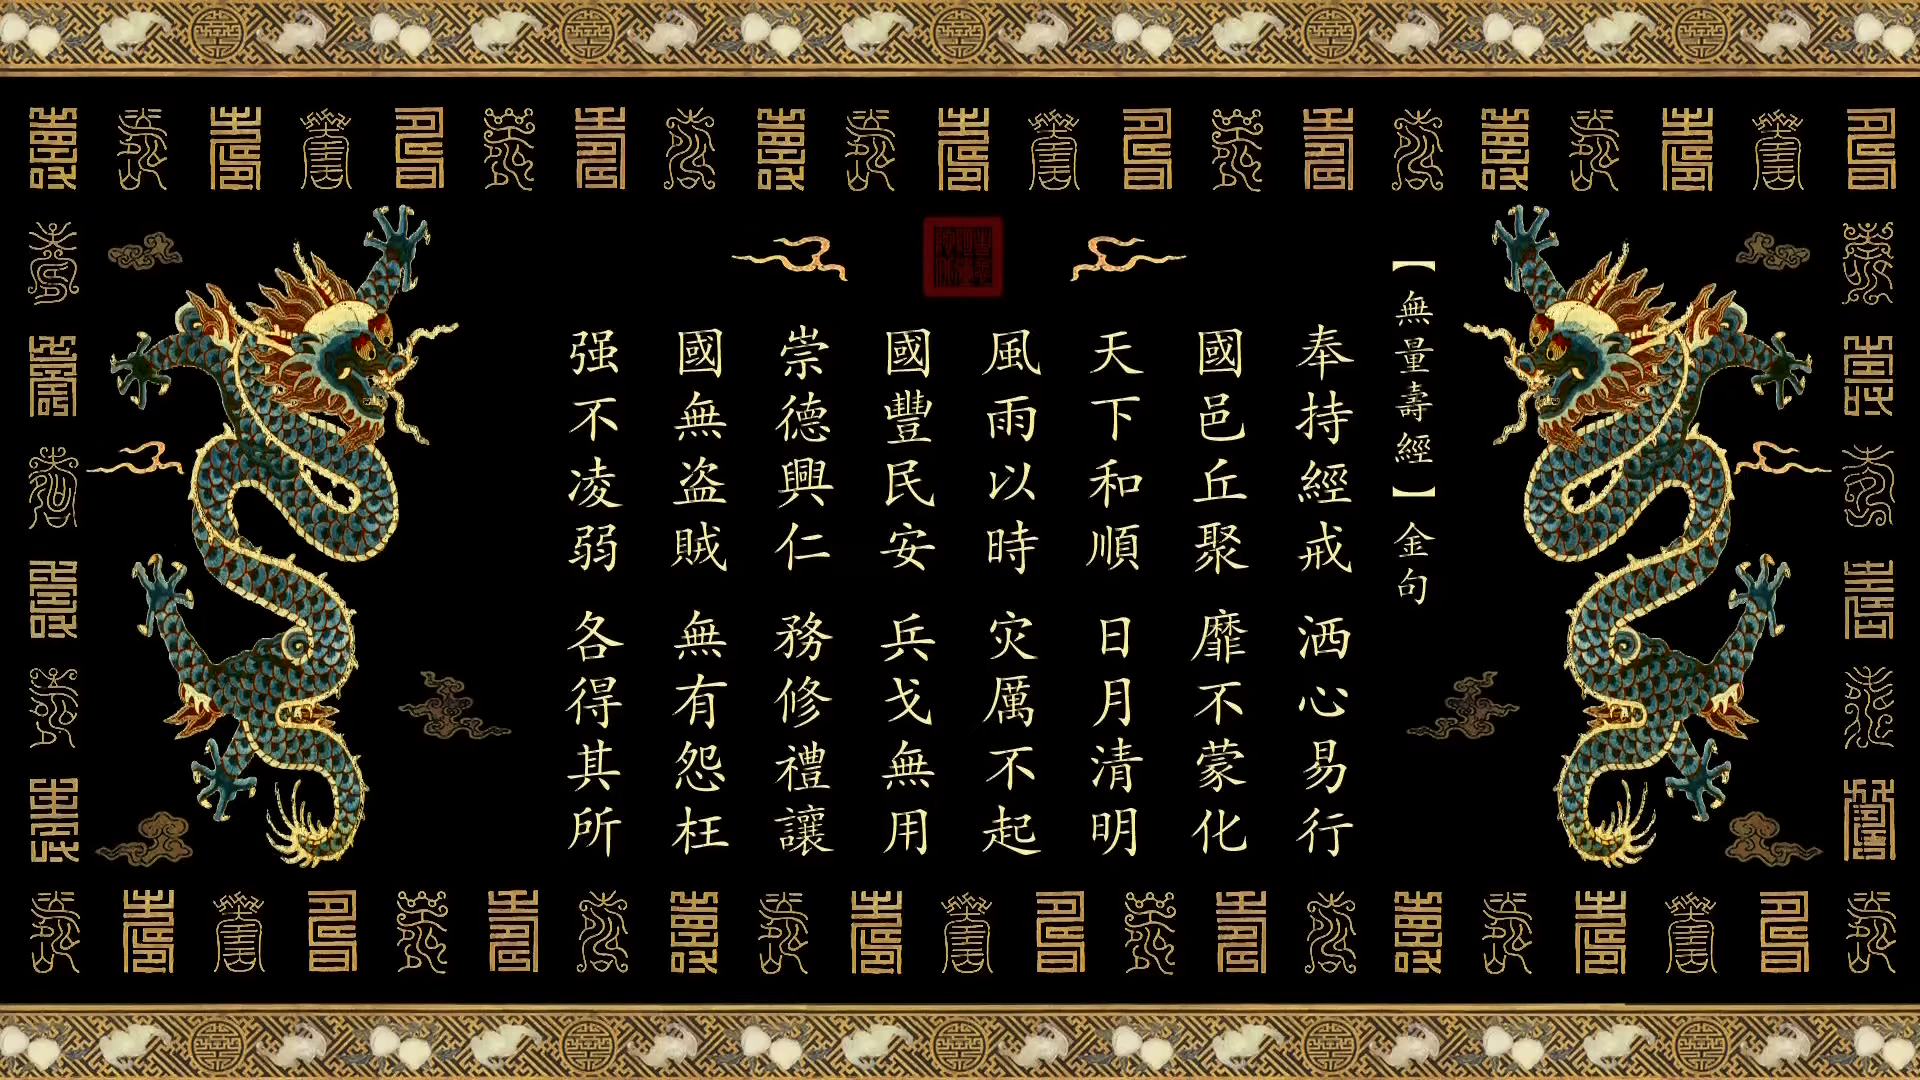 【無量壽經】金句
奉持經戒 洒心易行
國邑丘聚 靡不蒙化
天下和順 日月清明
風雨以時 灾厲不起
國豐民安 兵戈無用
崇德興仁 務修禮讓
國無盗賊 無有怨枉
强不凌弱 各得其所